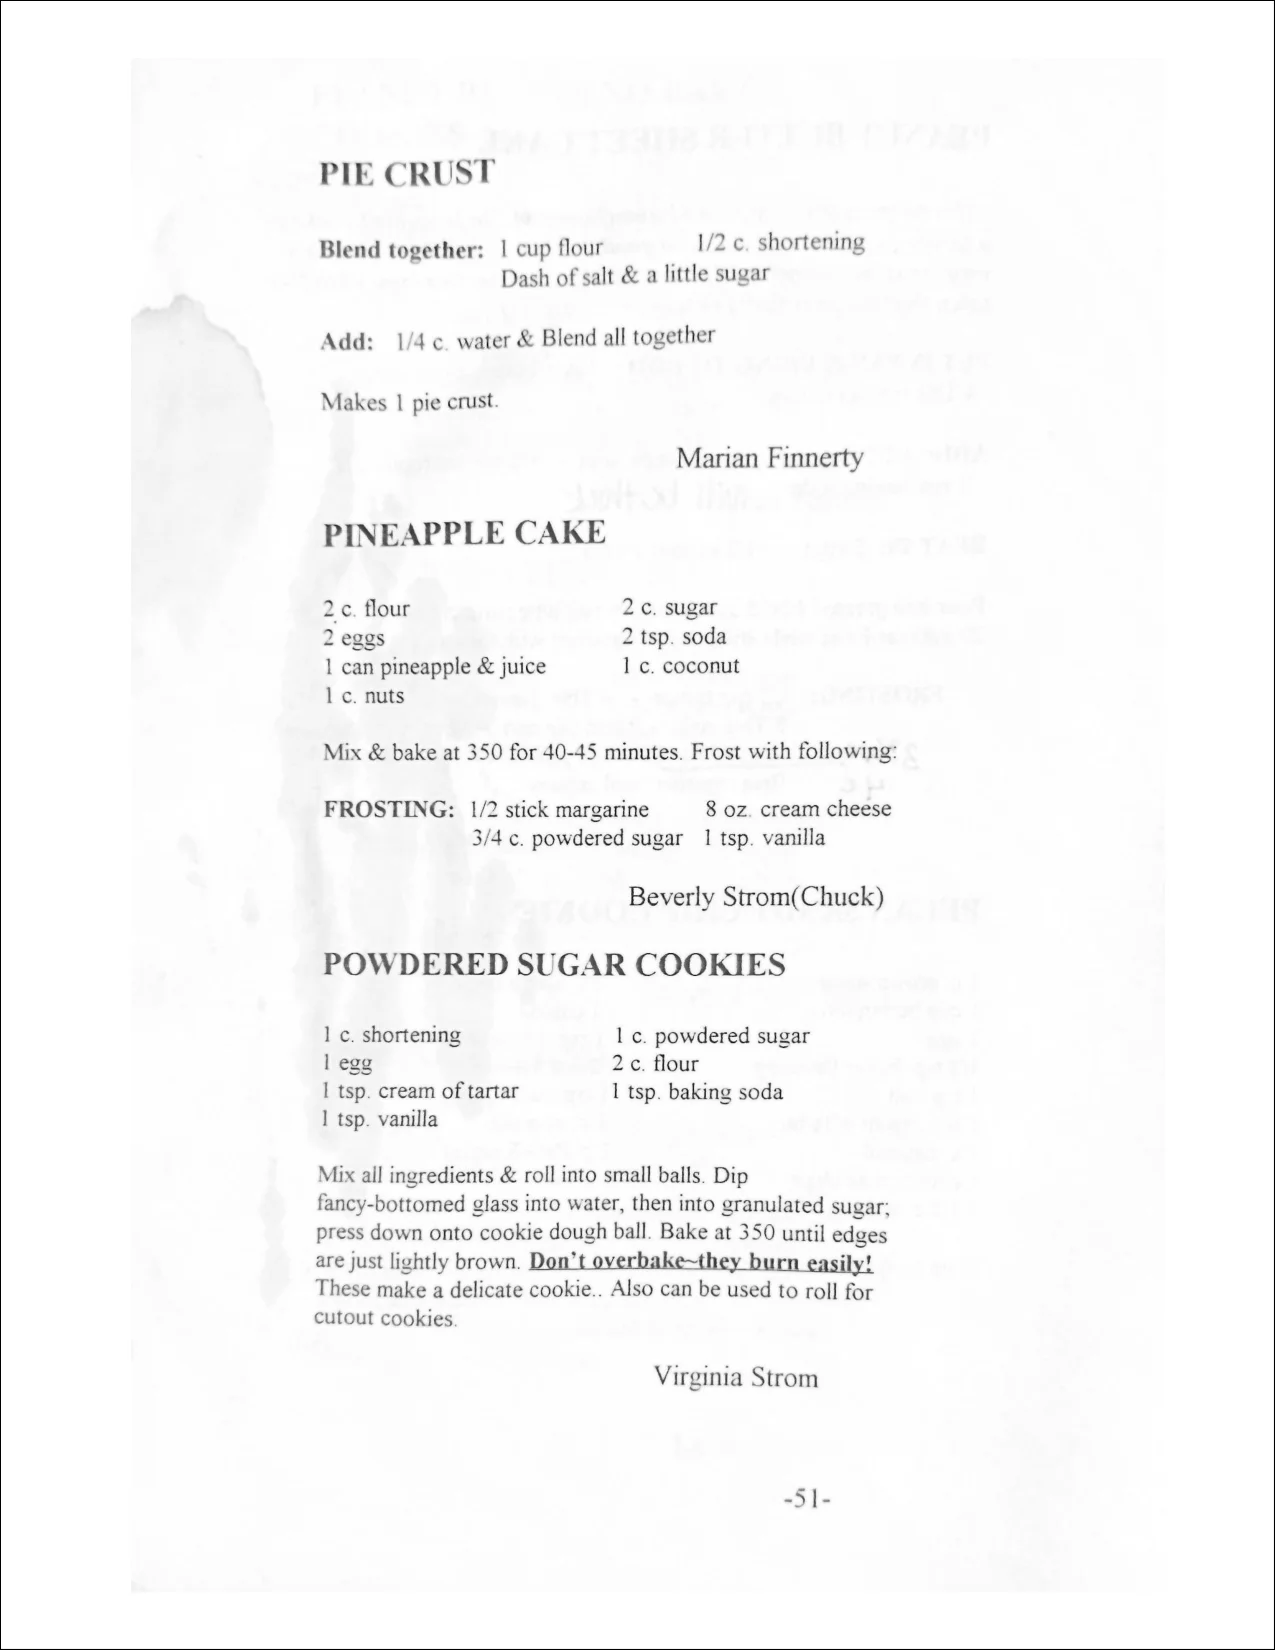 PIE CRUST
Blend together: 1 cup flour 1/2 c. shortening
Dash of salt & a little sugar
Add: 1/4 c. water & Blend all together
Makes 1 pie crust.
Marian Finnerty
PINEAPPLE CAKE
2 c. flour 2 c. sugar
2 eggs 2 tsp. soda
1 can pineapple & juice 1 c. coconut
1 c. nuts
Mix & bake at 350 for 40-45 minutes. Frost with following:
FROSTING: 1/2 stick margarine 8 oz. cream cheese
3/4 c. powdered sugar 1 tsp. vanilla
Beverly Strom(Chuck)
POWDERED SUGAR COOKIES
1 c. shortening 1 c. powdered sugar
1 egg 2 c. flour
1 tsp. cream of tartar 1 tsp. baking soda
1 tsp. vanilla
Mix all ingredients & roll into small balls. Dip
fancy-bottomed glass into water, then into granulated sugar;
press down onto cookie dough ball. Bake at 350 until edges
are just lightly brown. Don't overbake~they burn easily!
These make a delicate cookie.. Also can be used to roll for
cutout cookies.
Virginia Strom
-51-